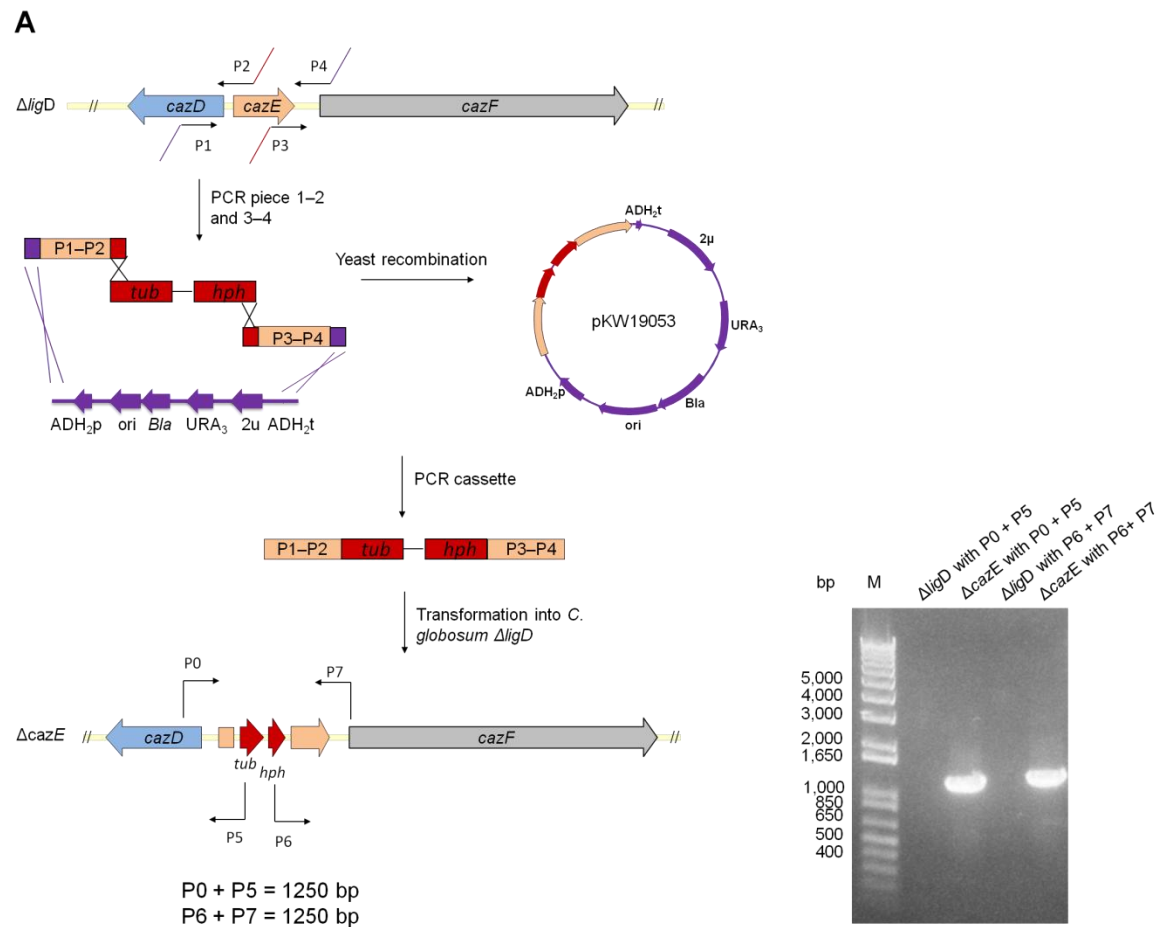 A
P2
P4
ΔligD
//
cazD
cazE
cazF
//
P1
P3
PCR piece 1–2
and 3–4
P1–P2
tub
hph
P3–P4
ADH2p
ori
Bla
URA3
2u
ADH2t
Yeast recombination
ADH2t
2µ
URA3
Bla
ori
ADH2p
pKW19053
PCR cassette
P1–P2
tub
hph
P3–P4
Transformation into C.
globosum ΔligD
P0
P7
ΔcazE
//
cazD
tub
hph
cazF
//
P5
P6
P0 + P5 = 1250 bp
P6 + P7 = 1250 bp
bp
M
ΔligD with P0 + P5
ΔcazE with P0 + P5
ΔligD with P6 + P7
ΔcazE with P6+ P7
5,000
4,000
3,000
2,000
1,650
1,000
850
650
500
400